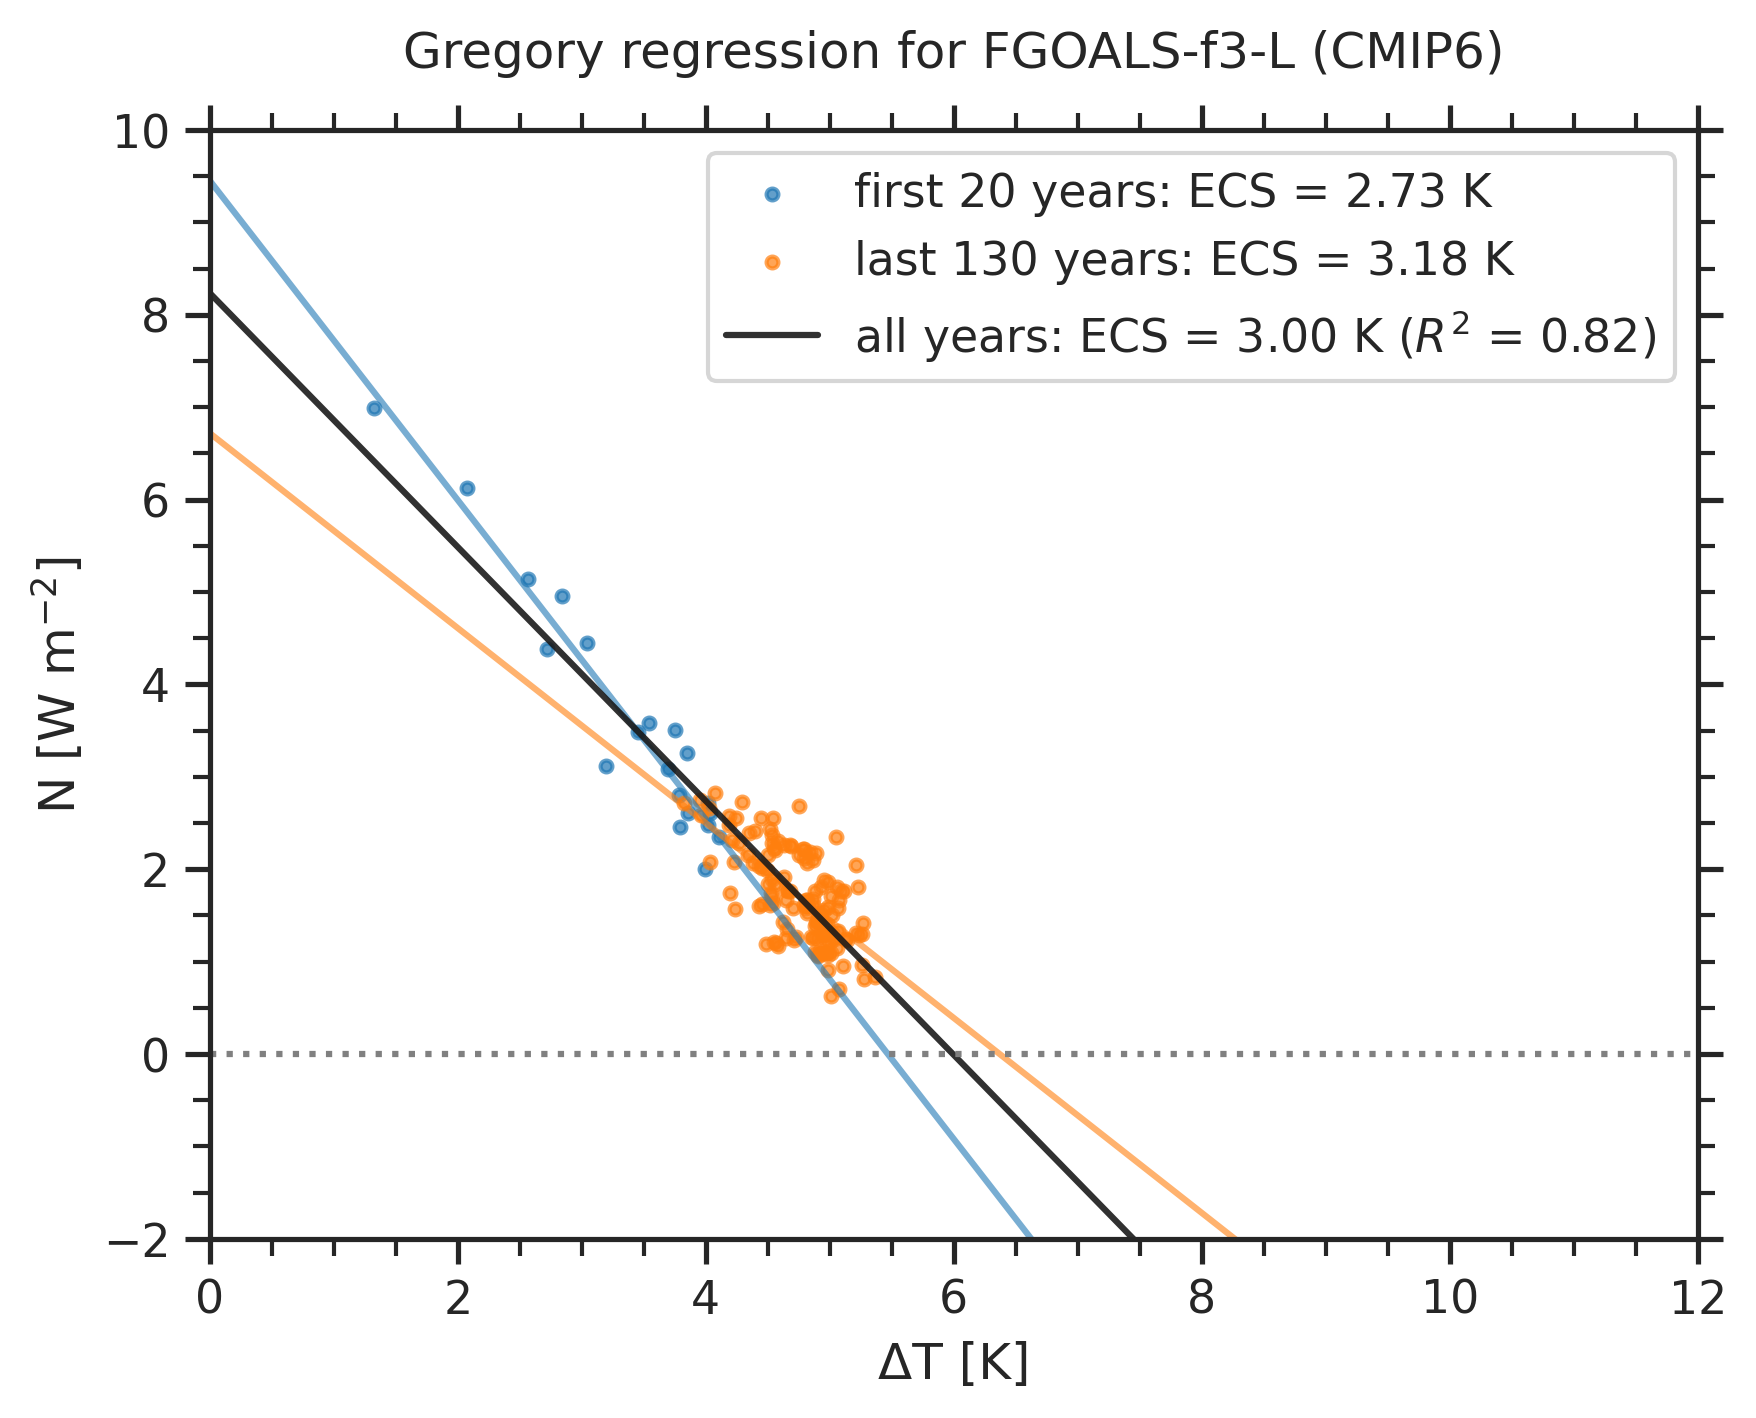 Gregory regression for FGOALS-f3-L (CMIP6)
10
8
6
4
2
0
−2
N [W m⁻²]
first 20 years: ECS = 2.73 K
last 130 years: ECS = 3.18 K
all years: ECS = 3.00 K (R² = 0.82)
0 2 4 6 8 10 12
ΔT [K]